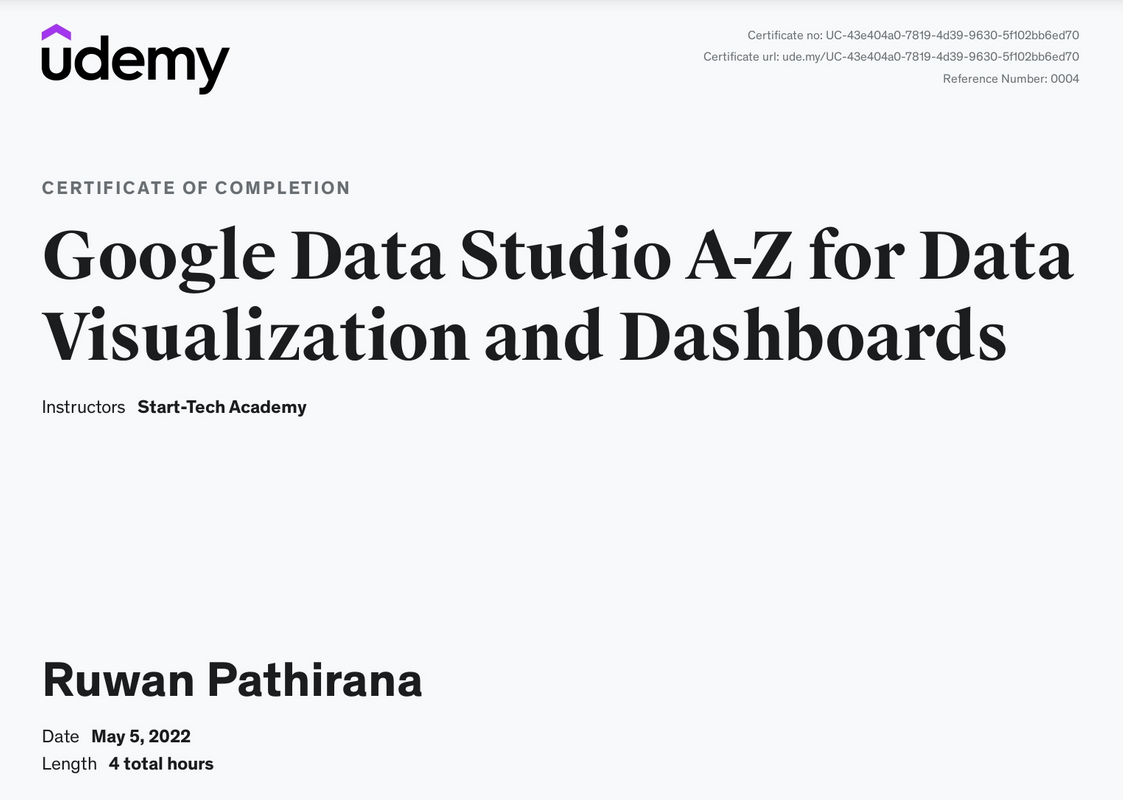 udemy
Certificate no: UC-43e404a0-7819-4d39-9630-5f102bb6ed70
Certificate url: ude.my/UC-43e404a0-7819-4d39-9630-5f102bb6ed70
Reference Number: 0004
CERTIFICATE OF COMPLETION
Google Data Studio A-Z for Data
Visualization and Dashboards
Instructors Start-Tech Academy
Ruwan Pathirana
Date May 5, 2022
Length 4 total hours